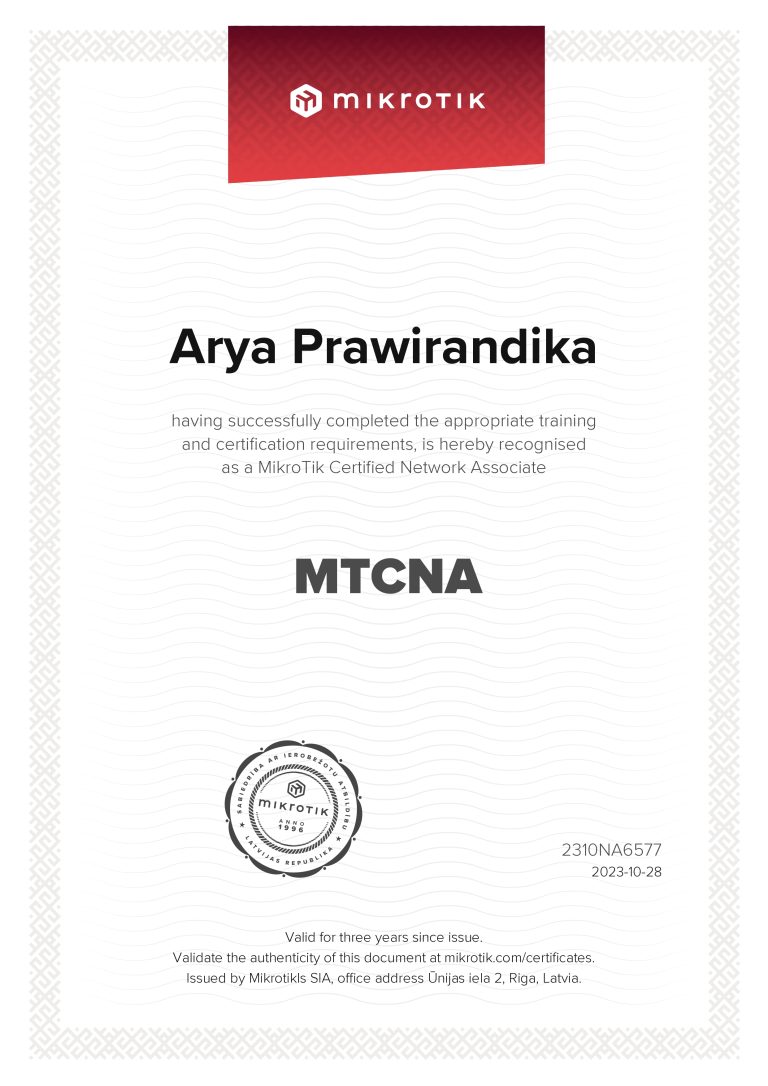 mikrotik
Arya Prawirandika
having successfully completed the appropriate training
and certification requirements, is hereby recognised
as a MikroTik Certified Network Associate
MTCNA
SABIEDRĪBA AR IEROBEŽOTU ATBILDĪBU
mikrotik
ANNO
1996
★ LATVIJAS REPUBLIKA ★
2310NA6577
2023-10-28
Valid for three years since issue.
Validate the authenticity of this document at mikrotik.com/certificates.
Issued by Mikrotikls SIA, office address Ūnijas iela 2, Riga, Latvia.